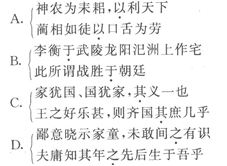 A. 神农为耒耜,以利天下
蔺相如徒以口舌为劳
B. 李衡于武陵龙阳汜洲上作宅
此所谓战胜于朝廷
C. 家犹国、国犹家,其义一也
王之好乐甚,则齐国其庶几乎
D. 鄙意晓示家童,未敢间之有识
夫庸知其年之先后生于吾乎